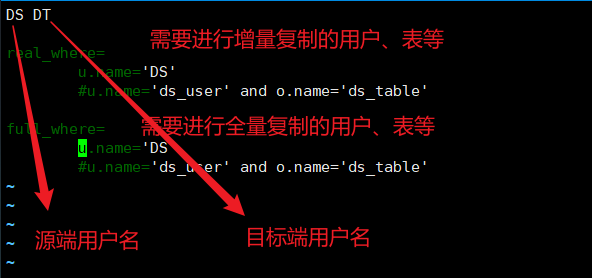 DS DT
需要进行增量复制的用户、表等
real_where=
u.name='DS'
#u.name='ds_user' and o.name='ds_table'
需要进行全量复制的用户、表等
full_where=
u.name='DS
#u.name='ds_user' and o.name='ds_table'
~
~
~
源端用户名
目标端用户名
~
~